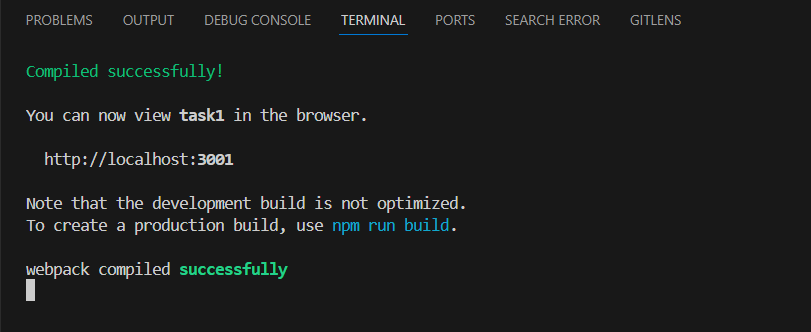 PROBLEMS OUTPUT DEBUG CONSOLE TERMINAL PORTS SEARCH ERROR GITLENS
Compiled successfully!
You can now view task1 in the browser.
http://localhost:3001
Note that the development build is not optimized.
To create a production build, use npm run build.
webpack compiled successfully